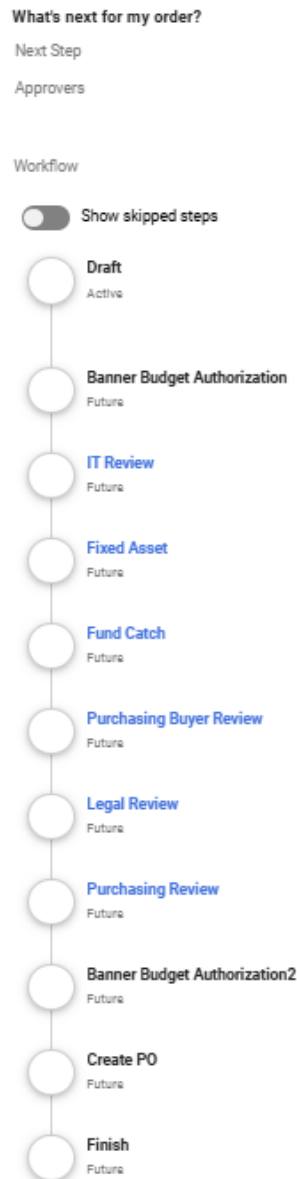 What's next for my order?
Next Step
Approvers
Workflow
Show skipped steps
Draft
Active
Banner Budget Authorization
Future
IT Review
Future
Fixed Asset
Future
Fund Catch
Future
Purchasing Buyer Review
Future
Legal Review
Future
Purchasing Review
Future
Banner Budget Authorization2
Future
Create PO
Future
Finish
Future